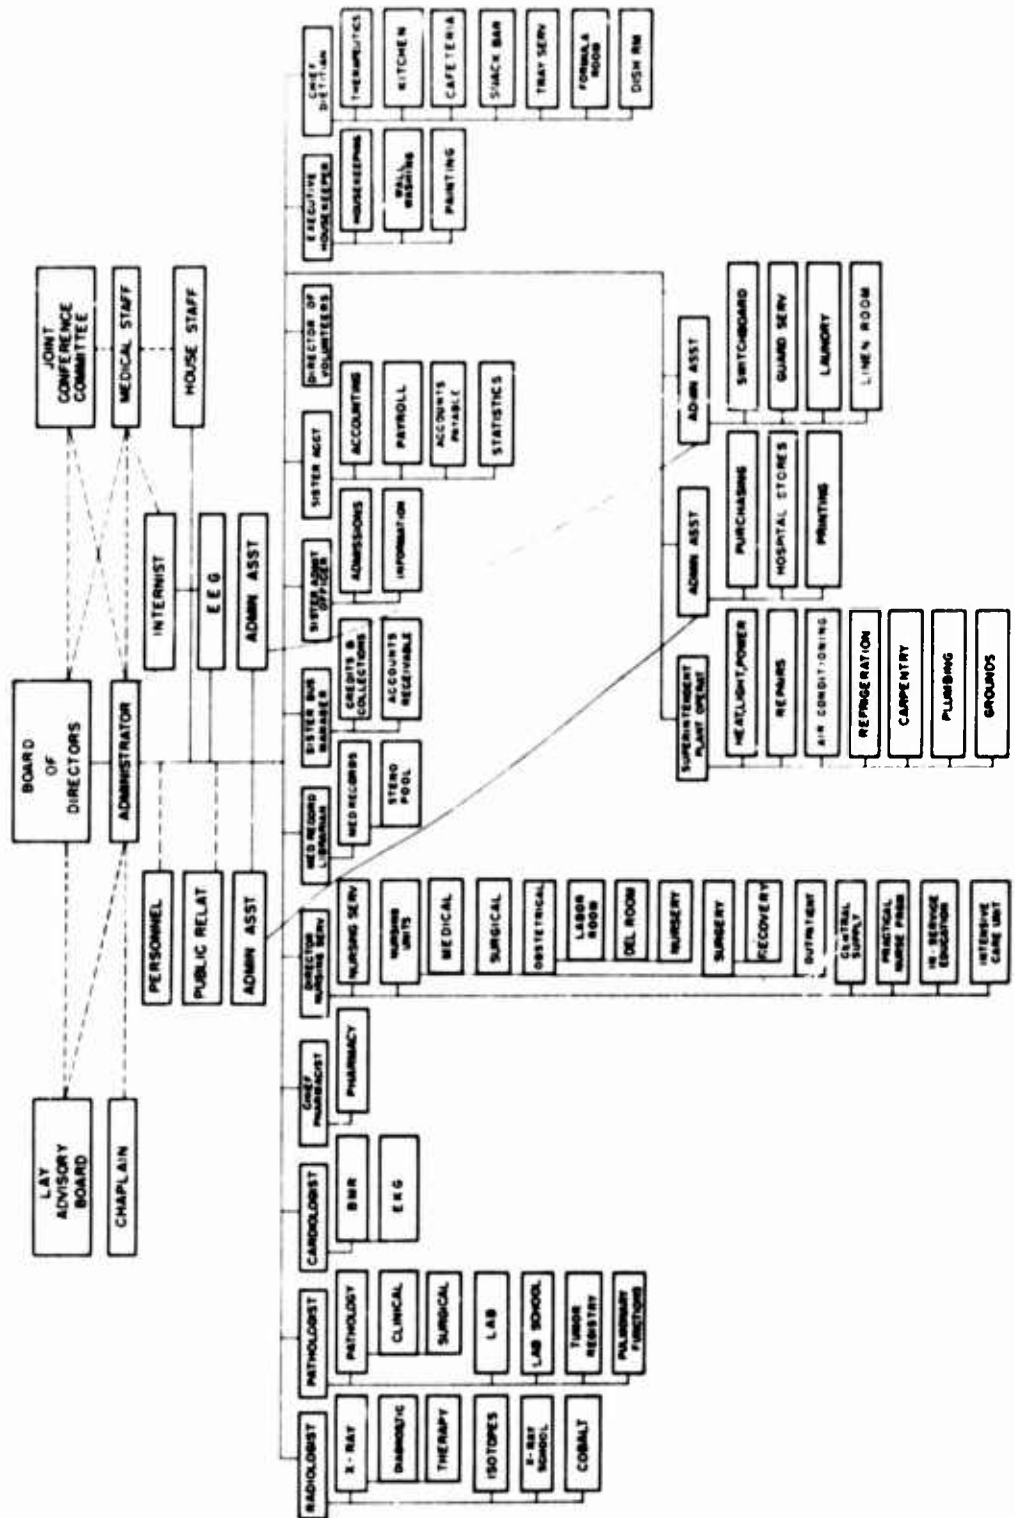 BOARD
OF
DIRECTORS
ADMINISTRATOR
LAY
ADVISORY
BOARD
CHAPLAIN
JOINT
CONFERENCE
COMMITTEE
MEDICAL STAFF
HOUSE STAFF
PERSONNEL
PUBLIC RELAT
ADMIN ASST
INTERNIST
EEG
ADMIN ASST
RADIOLOGIST
X-RAY
DIAGNOSTIC
THERAPY
ISOTOPES
X-RAY
SCHOOL
COBALT
PATHOLOGIST
PATHOLOGY
CLINICAL
SURGICAL
LAB
LAB SCHOOL
TUMOR
REGISTRY
PULMONARY
FUNCTIONS
CARDIOLOGIST
BMR
EKG
CHIEF
PHARMACIST
PHARMACY
DIRECTOR
NURSING SERV
NURSING SERV
NURSING
UNITS
MEDICAL
SURGICAL
OBSTETRICAL
LABOR
ROOM
DEL ROOM
NURSERY
SURGERY
RECOVERY
OUTPATIENT
CENTRAL
SUPPLY
PRACTICAL
NURSE PROG
IN-SERVICE
EDUCATION
INTENSIVE
CARE UNIT
MED RECORD
LIBRARIAN
MED RECORDS
STENO
POOL
SISTER BUS
MANAGER
CREDITS &
COLLECTIONS
ACCOUNTS
RECEIVABLE
SISTER ADMIT
OFFICER
ADMISSIONS
INFORMATION
SISTER ACCT
ACCOUNTING
PAYROLL
ACCOUNTS
PAYABLE
STATISTICS
DIRECTOR OF
VOLUNTEERS
EXECUTIVE
HOUSEKEEPER
HOUSEKEEPING
WALL
WASHING
PAINTING
CHIEF
DIETITIAN
THERAPEUTICS
KITCHEN
CAFETERIA
SNACK BAR
TRAY SERV
FORMULA
ROOM
DISH RM
SUPERINTENDENT
PLANT OPERAT
HEAT,LIGHT,POWER
REPAIRS
AIR CONDITIONING
REFRIGERATION
CARPENTRY
PLUMBING
GROUNDS
ADMIN ASST
PURCHASING
HOSPITAL STORES
PRINTING
ADMIN ASST
SWITCHBOARD
GUARD SERV
LAUNDRY
LINEN ROOM